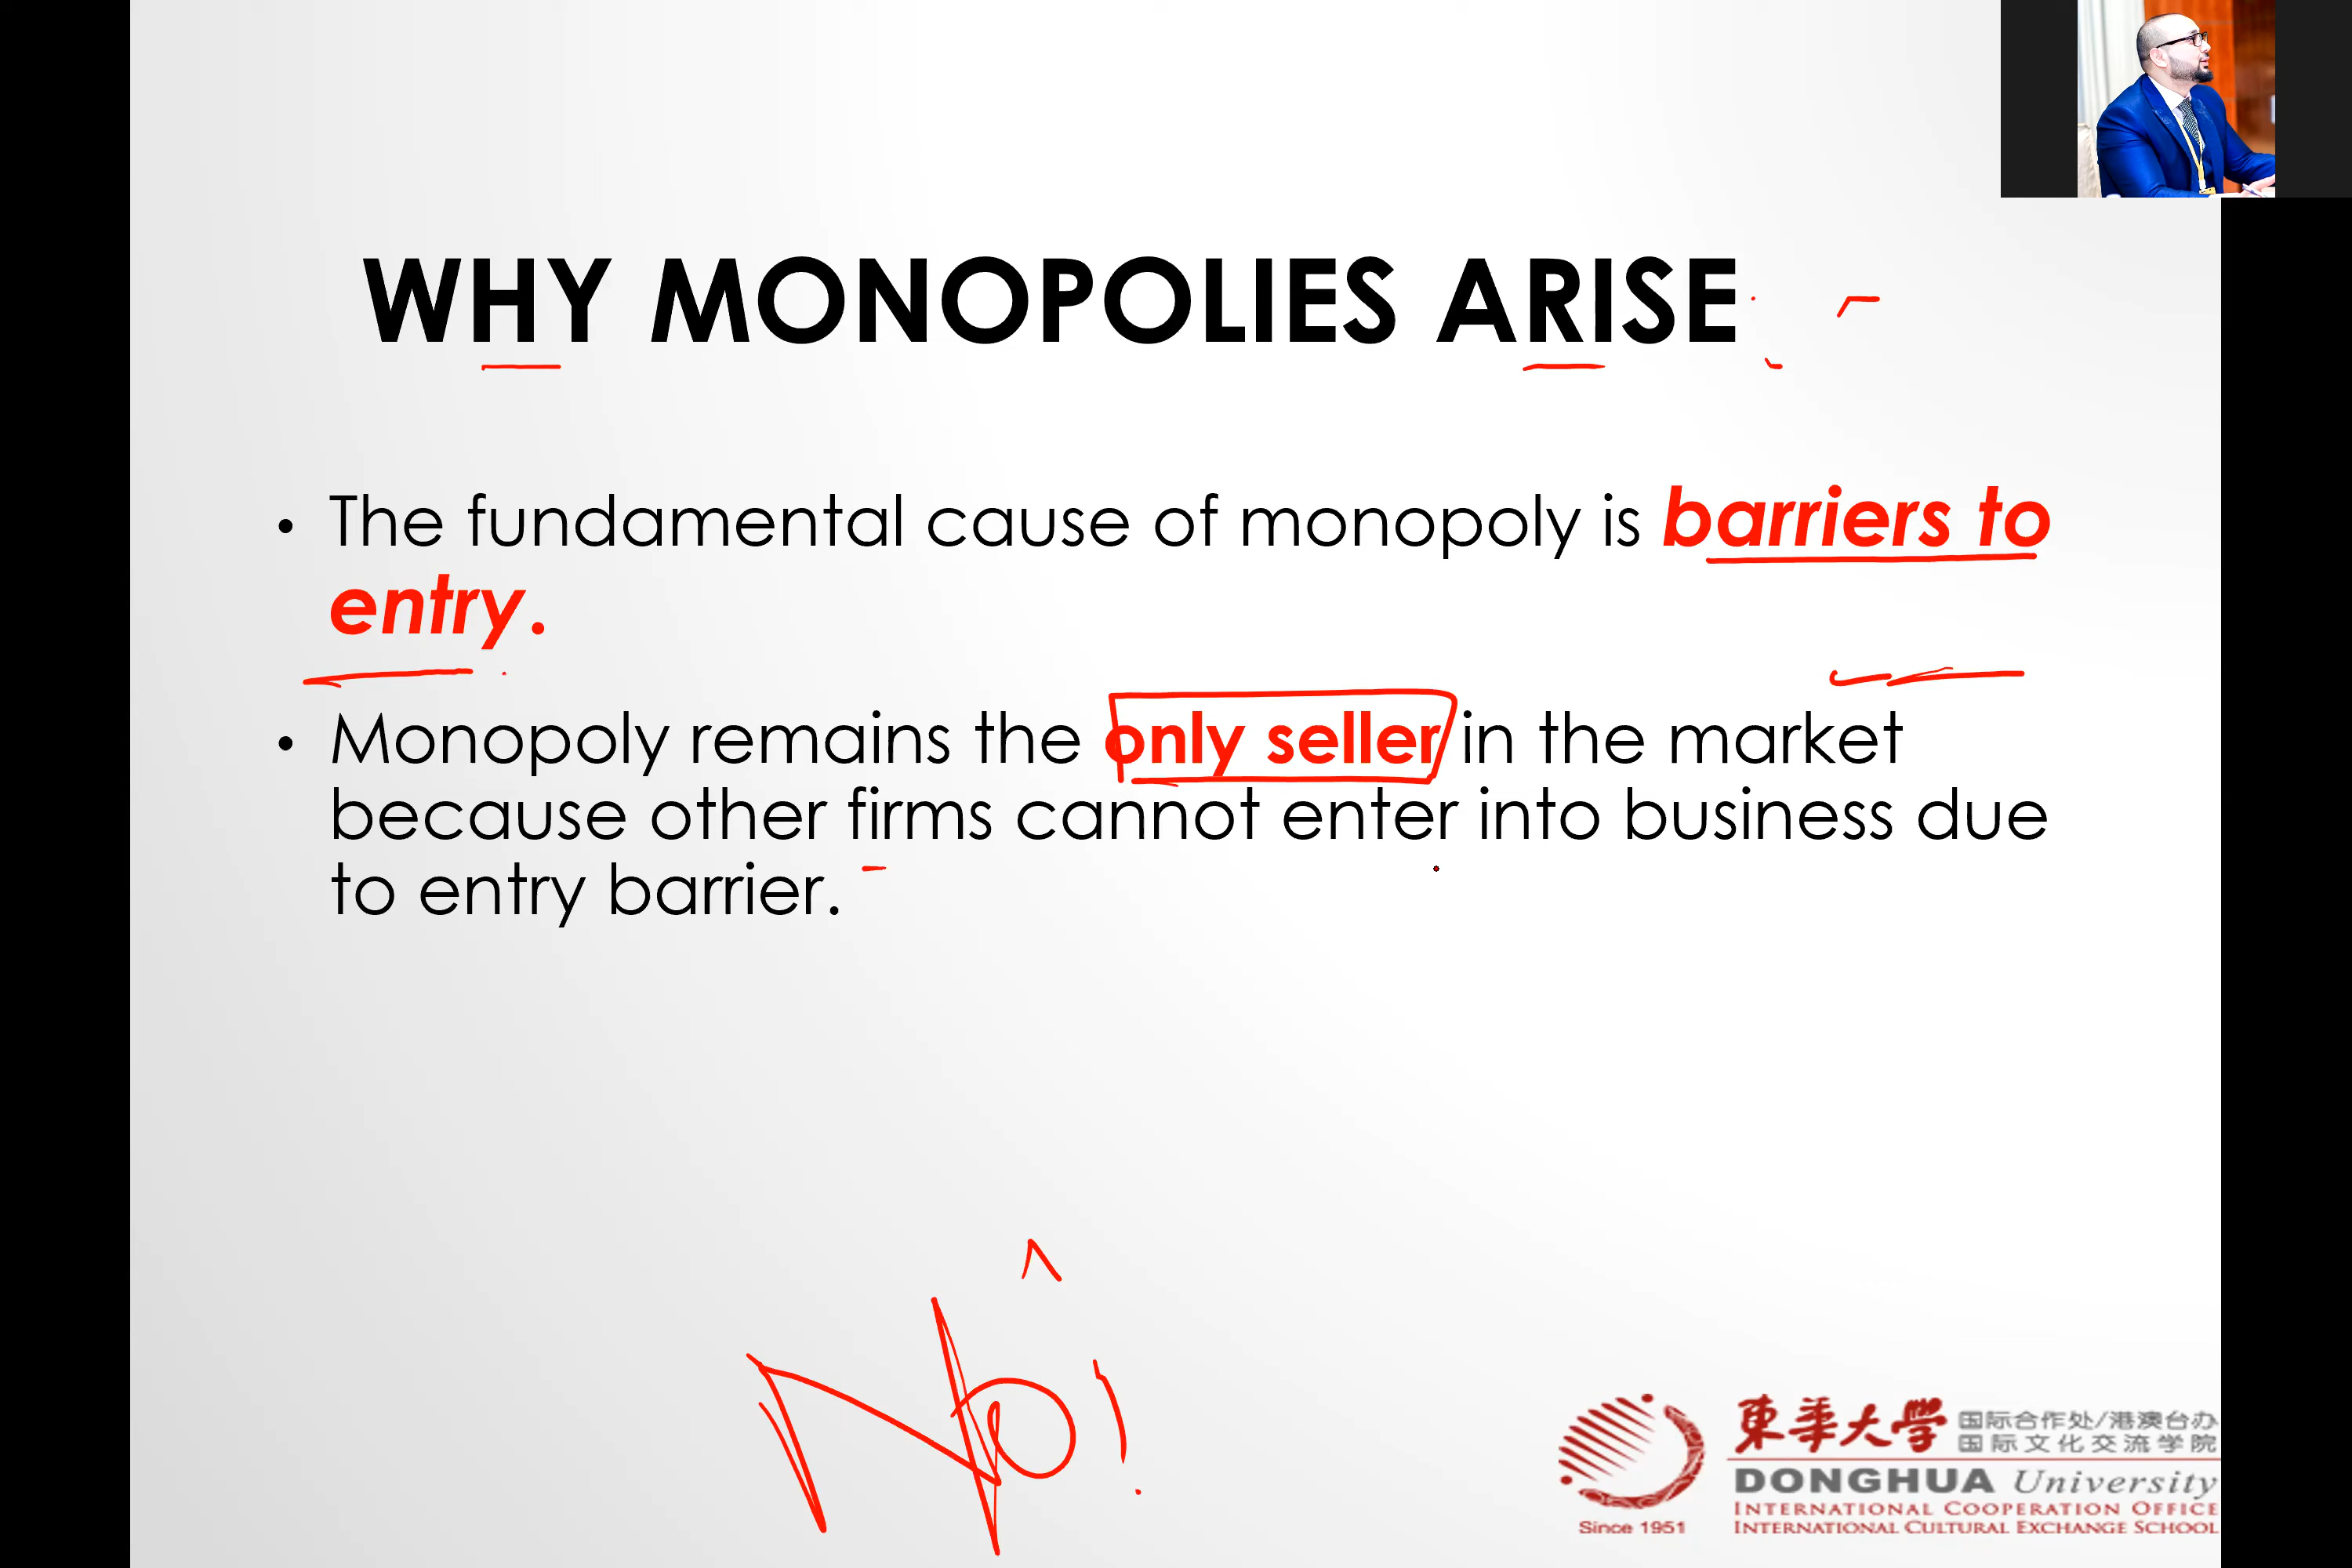 WHY MONOPOLIES ARISE
• The fundamental cause of monopoly is barriers to
entry.
• Monopoly remains the only seller in the market
because other firms cannot enter into business due
to entry barrier.
No!
東華大學
国际合作处/港澳台办
国际文化交流学院
DONGHUA University
INTERNATIONAL COOPERATION OFFICE
INTERNATIONAL CULTURAL EXCHANGE SCHOOL
Since 1951